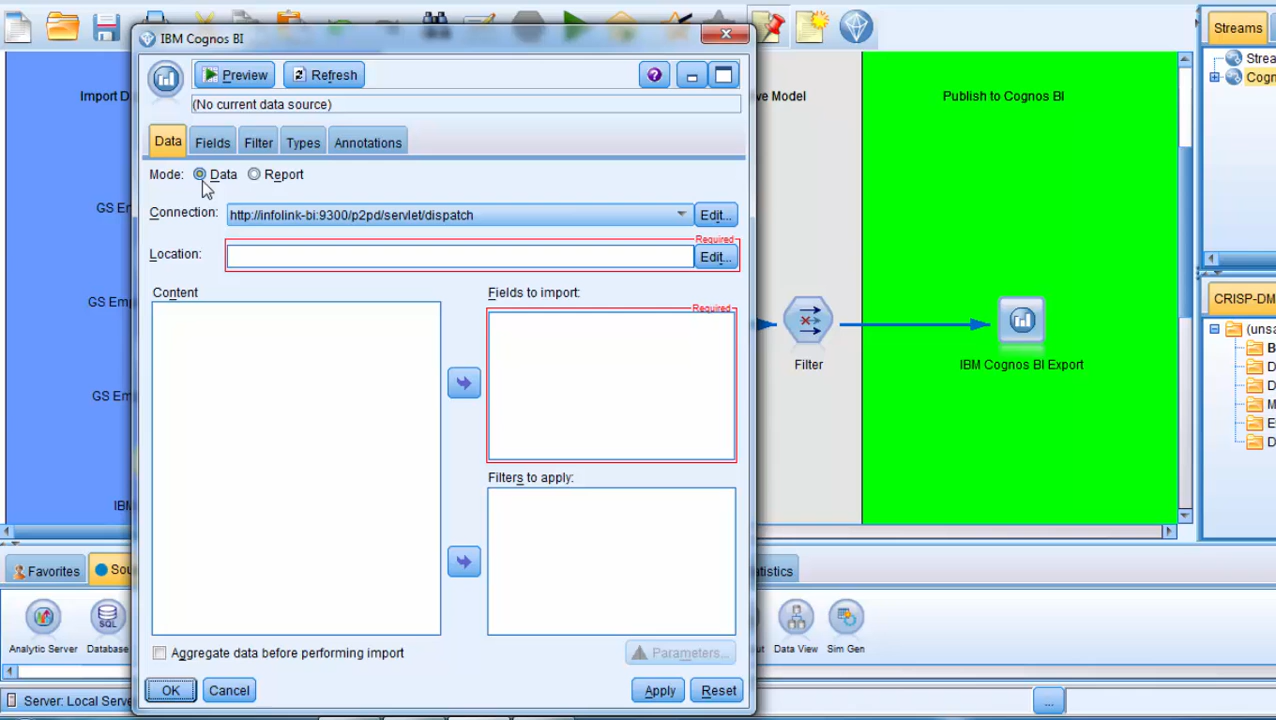 IBM Cognos BI
Preview
Refresh
(No current data source)
Data
Fields
Filter
Types
Annotations
Mode:
Data
Report
Connection:
http://infolink-bi:9300/p2pd/servlet/dispatch
Edit...
Required
Location:
Edit...
Content
Fields to import:
Required
Filters to apply:
Aggregate data before performing import
Parameters...
OK
Cancel
Apply
Reset
Import D
GS Em
GS Emp
GS Em
IBM
ve Model
Publish to Cognos BI
Filter
IBM Cognos BI Export
Streams
Strea
Cogn
CRISP-DM
(unsa
B
D
D
M
E
D
Favorites
Sou
tistics
Analytic Server
Database
ut
Data View
Sim Gen
Server: Local Serve
...